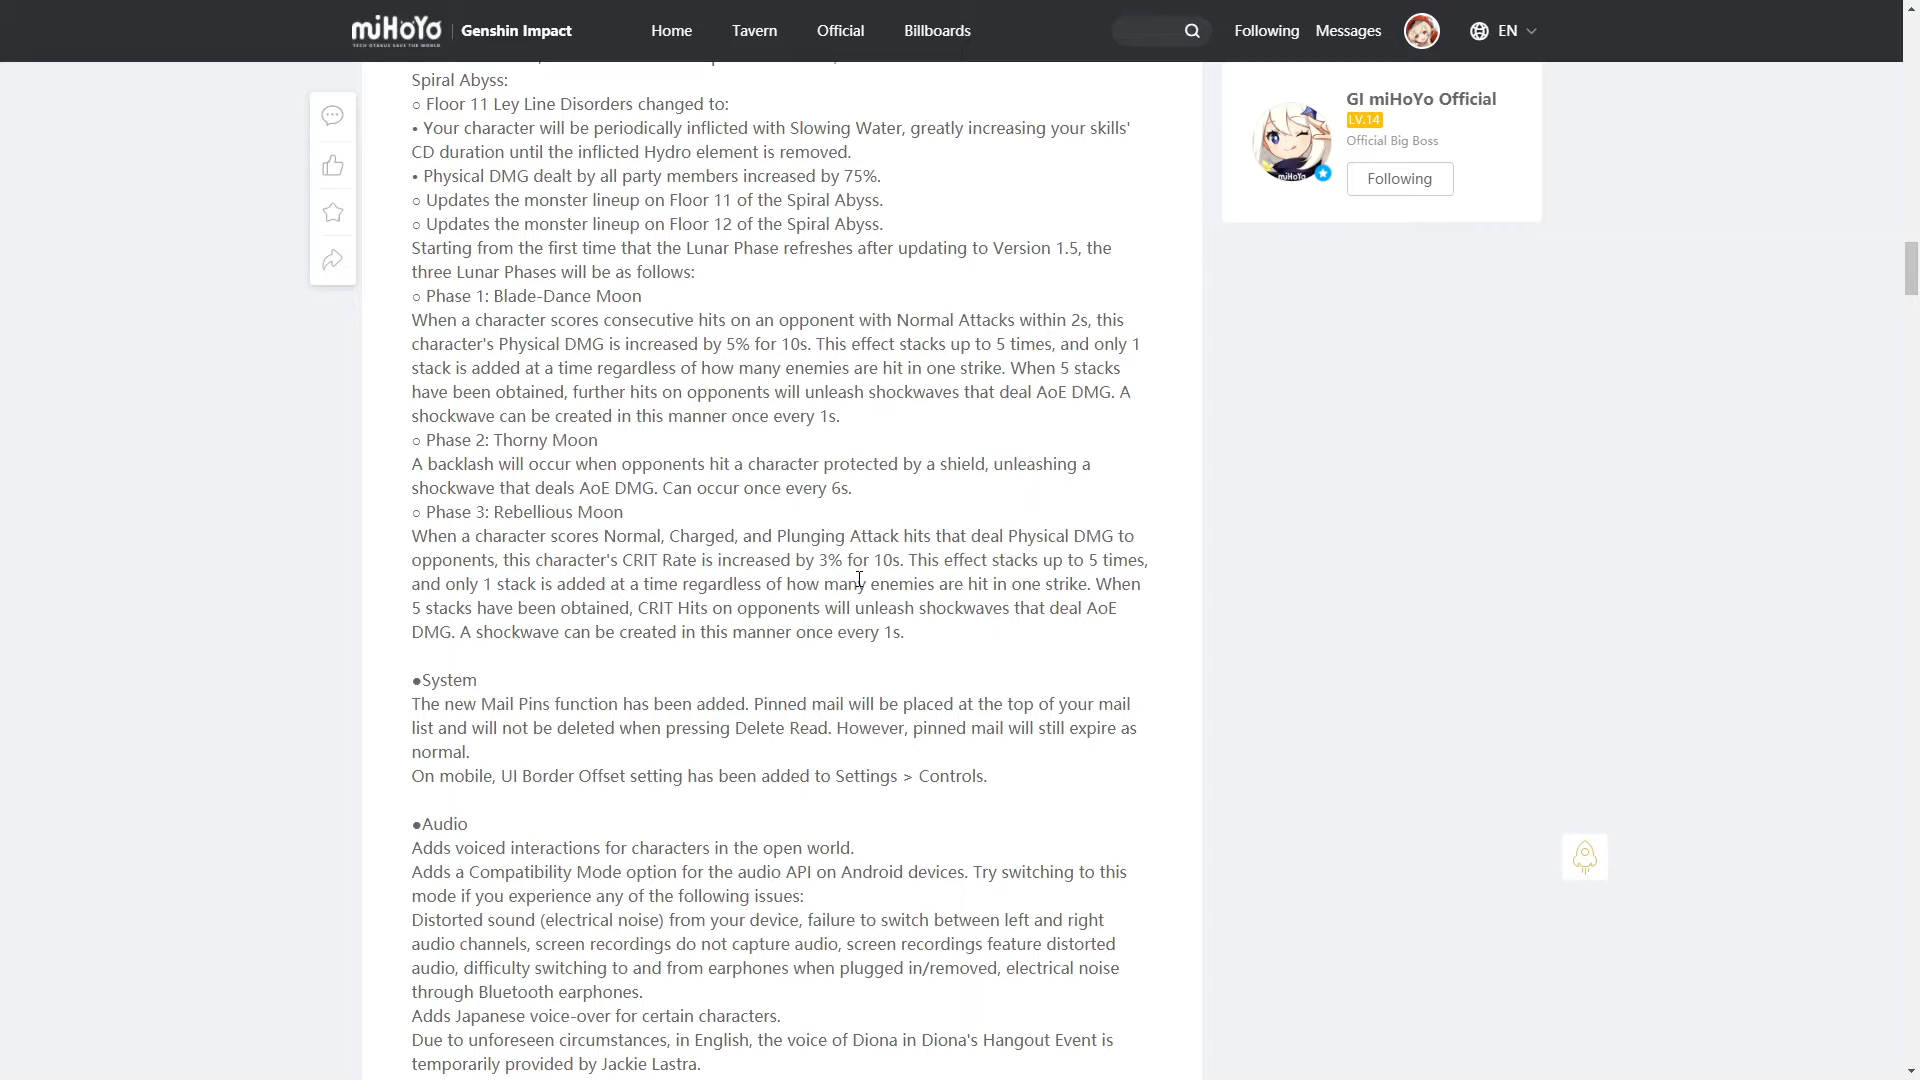 miHoYo
TECH OTAKUS SAVE THE WORLD
Genshin Impact
Home
Tavern
Official
Billboards
Following
Messages
EN
Spiral Abyss:
○ Floor 11 Ley Line Disorders changed to:
• Your character will be periodically inflicted with Slowing Water, greatly increasing your skills'
CD duration until the inflicted Hydro element is removed.
• Physical DMG dealt by all party members increased by 75%.
○ Updates the monster lineup on Floor 11 of the Spiral Abyss.
○ Updates the monster lineup on Floor 12 of the Spiral Abyss.
Starting from the first time that the Lunar Phase refreshes after updating to Version 1.5, the
three Lunar Phases will be as follows:
○ Phase 1: Blade-Dance Moon
When a character scores consecutive hits on an opponent with Normal Attacks within 2s, this
character's Physical DMG is increased by 5% for 10s. This effect stacks up to 5 times, and only 1
stack is added at a time regardless of how many enemies are hit in one strike. When 5 stacks
have been obtained, further hits on opponents will unleash shockwaves that deal AoE DMG. A
shockwave can be created in this manner once every 1s.
○ Phase 2: Thorny Moon
A backlash will occur when opponents hit a character protected by a shield, unleashing a
shockwave that deals AoE DMG. Can occur once every 6s.
○ Phase 3: Rebellious Moon
When a character scores Normal, Charged, and Plunging Attack hits that deal Physical DMG to
opponents, this character's CRIT Rate is increased by 3% for 10s. This effect stacks up to 5 times,
and only 1 stack is added at a time regardless of how many enemies are hit in one strike. When
5 stacks have been obtained, CRIT Hits on opponents will unleash shockwaves that deal AoE
DMG. A shockwave can be created in this manner once every 1s.
●System
The new Mail Pins function has been added. Pinned mail will be placed at the top of your mail
list and will not be deleted when pressing Delete Read. However, pinned mail will still expire as
normal.
On mobile, UI Border Offset setting has been added to Settings > Controls.
●Audio
Adds voiced interactions for characters in the open world.
Adds a Compatibility Mode option for the audio API on Android devices. Try switching to this
mode if you experience any of the following issues:
Distorted sound (electrical noise) from your device, failure to switch between left and right
audio channels, screen recordings do not capture audio, screen recordings feature distorted
audio, difficulty switching to and from earphones when plugged in/removed, electrical noise
through Bluetooth earphones.
Adds Japanese voice-over for certain characters.
Due to unforeseen circumstances, in English, the voice of Diona in Diona's Hangout Event is
temporarily provided by Jackie Lastra.
GI miHoYo Official
LV.14
Official Big Boss
miHoYo
Following